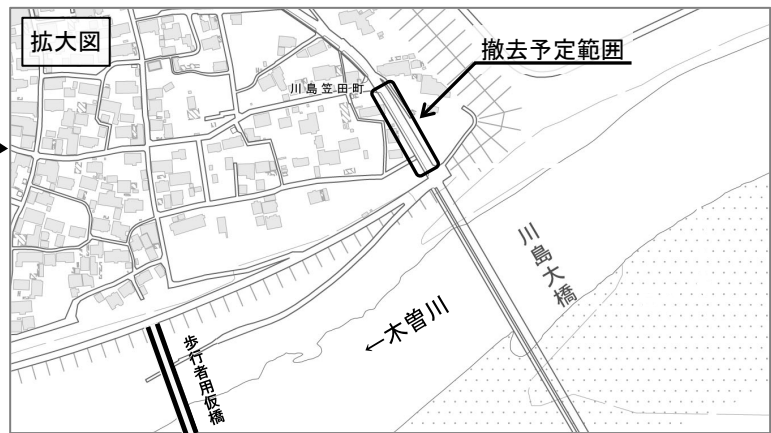 拡大図
撤去予定範囲
川島笠田町
川島大橋
←木曽川
歩行者用仮橋